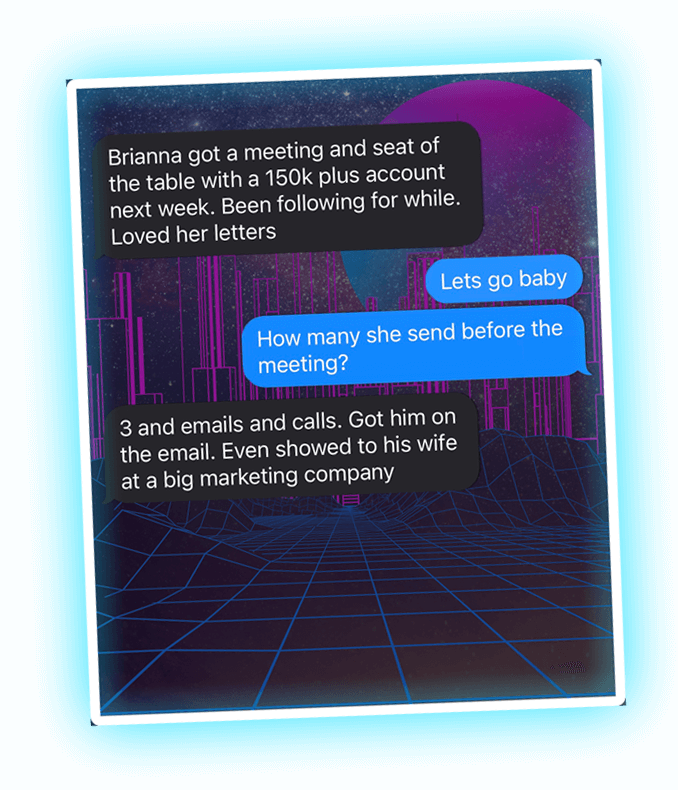 Brianna got a meeting and seat of
the table with a 150k plus account
next week. Been following for while.
Loved her letters
Lets go baby
How many she send before the
meeting?
3 and emails and calls. Got him on
the email. Even showed to his wife
at a big marketing company